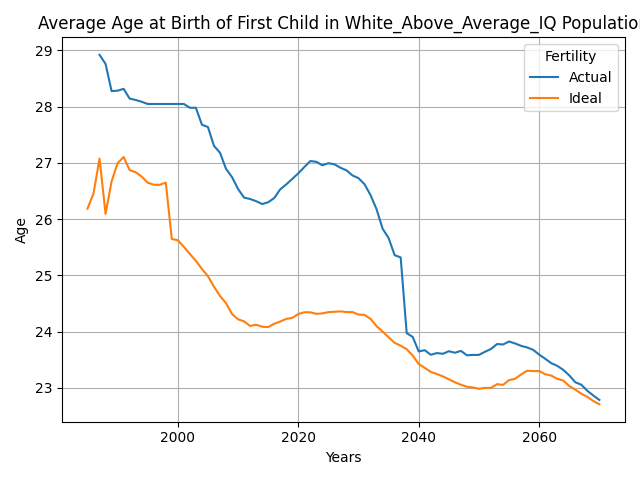 Average Age at Birth of First Child in White_Above_Average_IQ Population
Fertility
Actual
Ideal
29
28
27
26
25
24
23
Age
2000
2020
2040
2060
Years